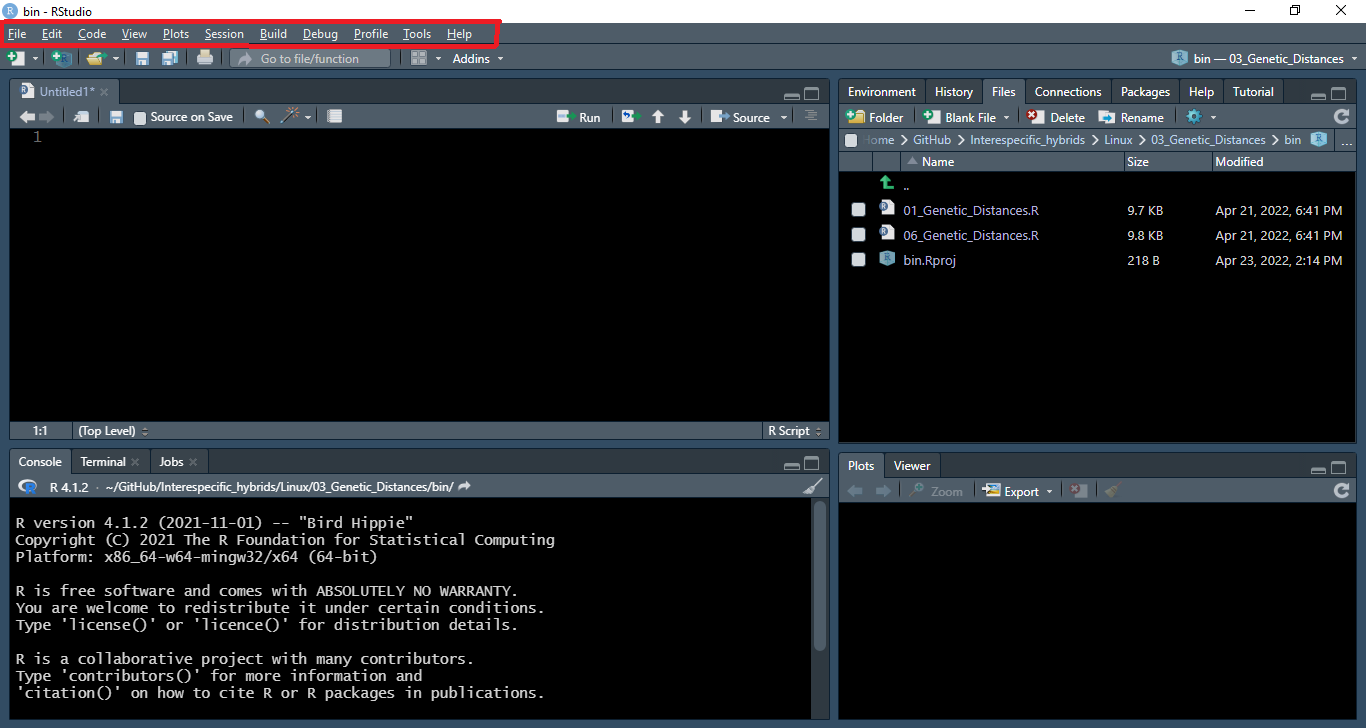 bin - RStudio
File Edit Code View Plots Session Build Debug Profile Tools Help
Go to file/function Addins bin — 03_Genetic_Distances
Untitled1*
Source on Save Run Source
1
1:1 (Top Level) R Script
Console Terminal Jobs
R 4.1.2 · ~/GitHub/Interespecific_hybrids/Linux/03_Genetic_Distances/bin/
R version 4.1.2 (2021-11-01) -- "Bird Hippie"
Copyright (C) 2021 The R Foundation for Statistical Computing
Platform: x86_64-w64-mingw32/x64 (64-bit)
R is free software and comes with ABSOLUTELY NO WARRANTY.
You are welcome to redistribute it under certain conditions.
Type 'license()' or 'licence()' for distribution details.
R is a collaborative project with many contributors.
Type 'contributors()' for more information and
'citation()' on how to cite R or R packages in publications.
Environment History Files Connections Packages Help Tutorial
Folder Blank File Delete Rename
Home GitHub Interespecific_hybrids Linux 03_Genetic_Distances bin ...
Name Size Modified
..
01_Genetic_Distances.R 9.7 KB Apr 21, 2022, 6:41 PM
06_Genetic_Distances.R 9.8 KB Apr 21, 2022, 6:41 PM
bin.Rproj 218 B Apr 23, 2022, 2:14 PM
Plots Viewer
Zoom Export